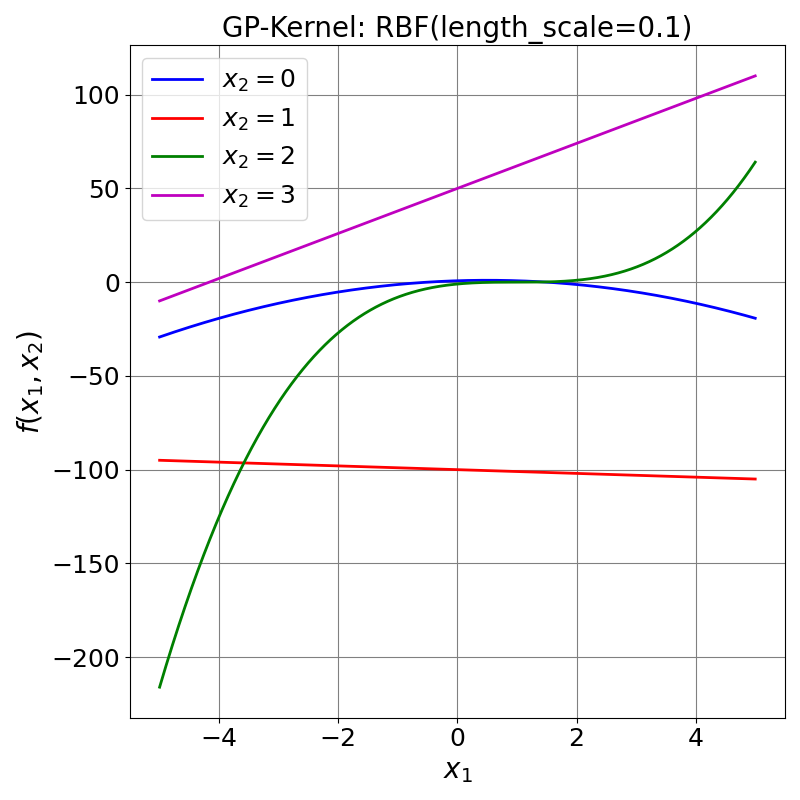 GP-Kernel: RBF(length_scale=0.1)
x₂ = 0
x₂ = 1
x₂ = 2
x₂ = 3
100
50
0
−50
−100
−150
−200
f(x₁, x₂)
−4 −2 0 2 4
x₁